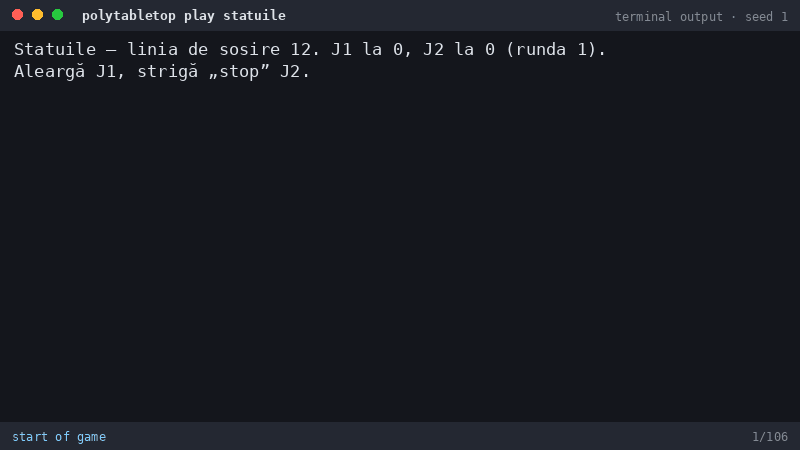 polytabletop play statuile
terminal output · seed 1
Statuile — linia de sosire 12. J1 la 0, J2 la 0 (runda 1).
Aleargă J1, strigă „stop” J2.
start of game
1/106